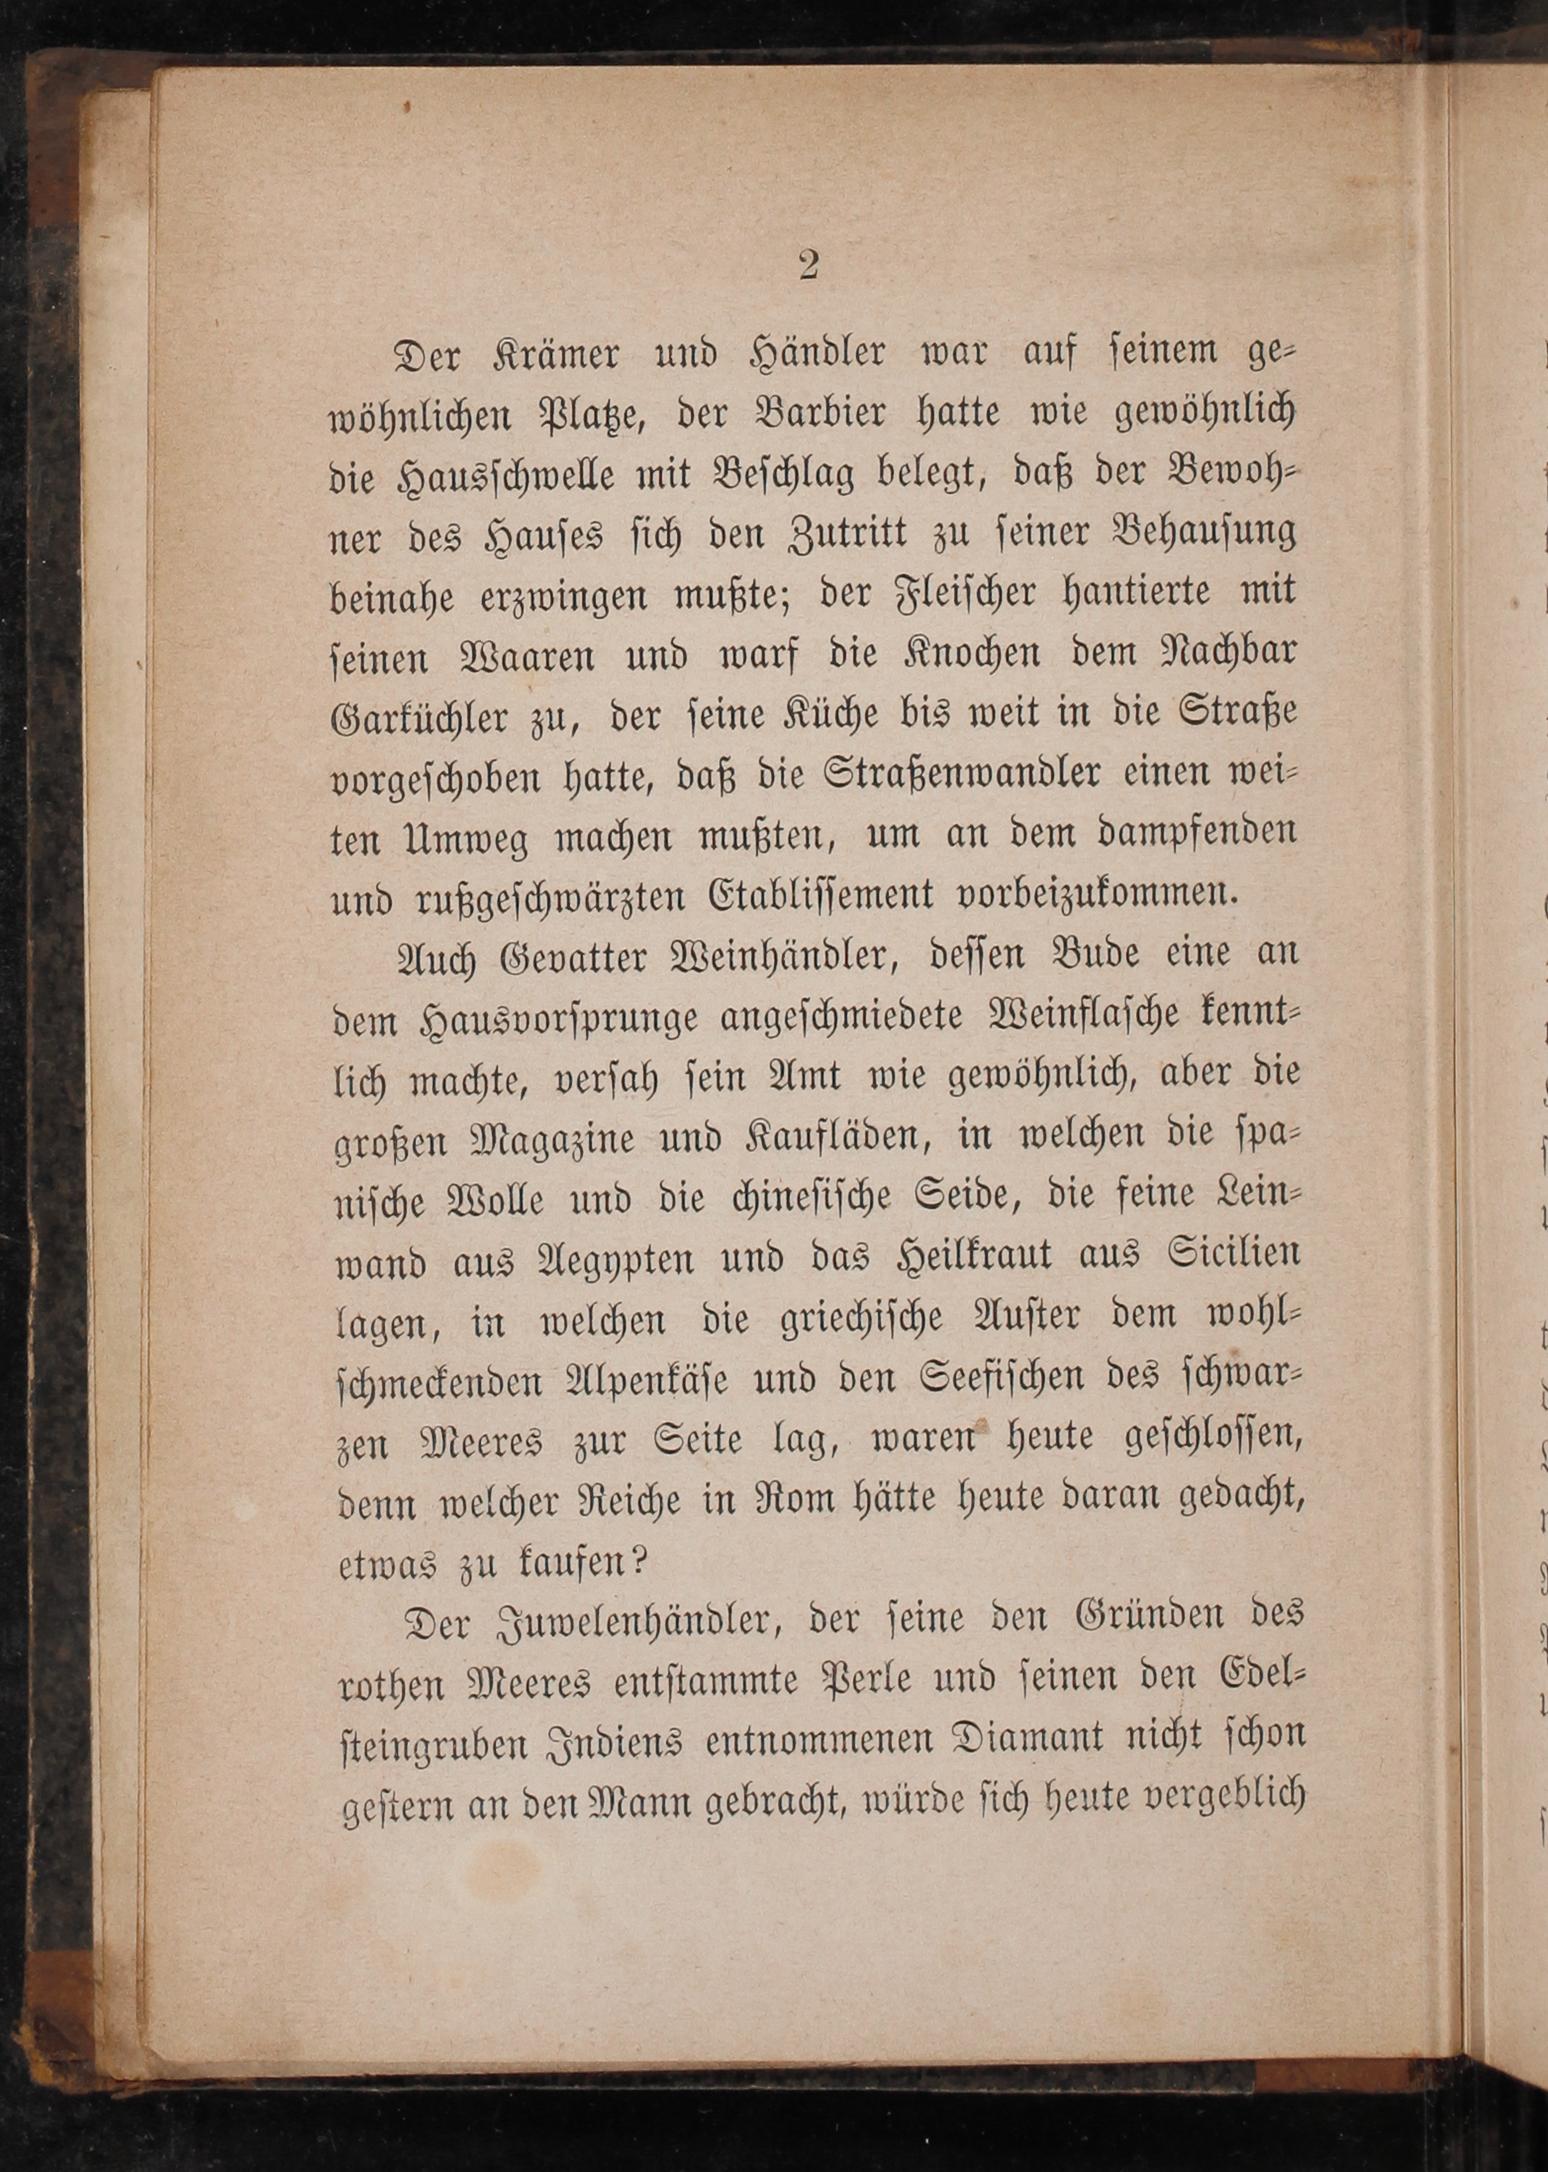 2
Der Krämer und Händler war auf ſeinem ge⸗
wöhnlichen Platze, der Barbier hatte wie gewöhnlich
die Hausſchwelle mit Beſchlag belegt, daß der Bewoh⸗
ner des Hauſes ſich den Zutritt zu ſeiner Behauſung
beinahe erzwingen mußte; der Fleiſcher hantierte mit
ſeinen Waaren und warf die Knochen dem Nachbar
Garküchler zu, der ſeine Küche bis weit in die Straße
vorgeſchoben hatte, daß die Straßenwandler einen wei⸗
ten Umweg machen mußten, um an dem dampfenden
und rußgeſchwärzten Etabliſſement vorbeizukommen.
Auch Gevatter Weinhändler, deſſen Bude eine an
dem Hausvorſprunge angeſchmiedete Weinflaſche kennt⸗
lich machte, verſah ſein Amt wie gewöhnlich, aber die
großen Magazine und Kaufläden, in welchen die ſpa⸗
niſche Wolle und die chineſiſche Seide, die feine Lein⸗
wand aus Aegypten und das Heilkraut aus Sicilien
lagen, in welchen die griechiſche Auſter dem wohl⸗
ſchmeckenden Alpenkäſe und den Seefiſchen des ſchwar⸗
zen Meeres zur Seite lag, waren heute geſchloſſen,
denn welcher Reiche in Rom hätte heute daran gedacht,
etwas zu kaufen?
Der Juwelenhändler, der ſeine den Gründen des
rothen Meeres entſtammte Perle und ſeinen den Edel⸗
ſteingruben Indiens entnommenen Diamant nicht ſchon
geſtern an den Mann gebracht, würde ſich heute vergeblich